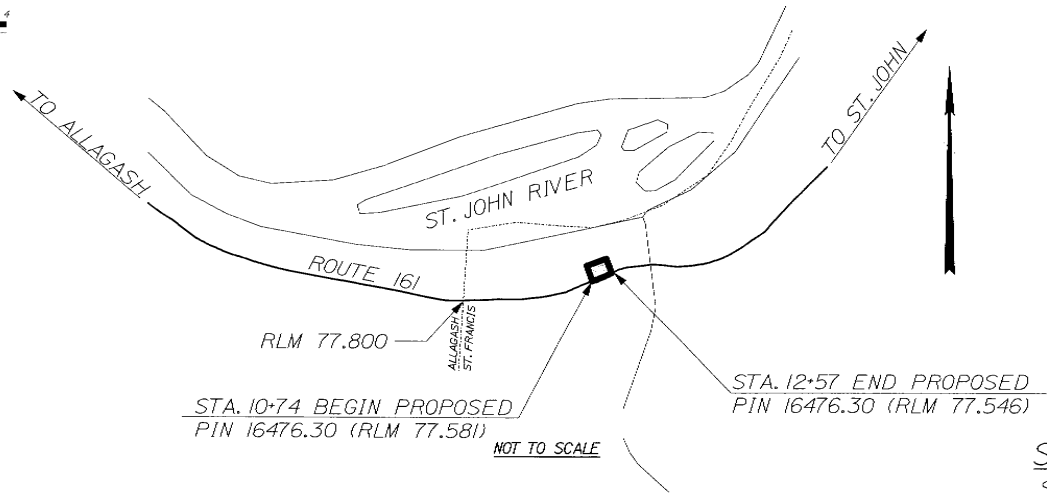 4
TO ALLAGASH
TO ST. JOHN
ST. JOHN RIVER
ROUTE 161
RLM 77.800
ALLAGASH
ST. FRANCIS
STA. 10+74 BEGIN PROPOSED
PIN 16476.30 (RLM 77.581)
STA. 12+57 END PROPOSED
PIN 16476.30 (RLM 77.546)
NOT TO SCALE
S